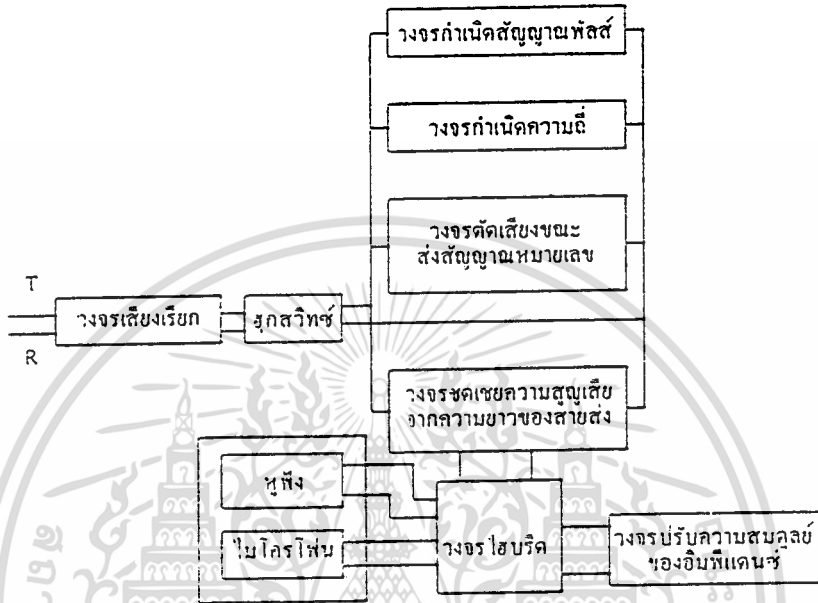 วงจรกำเนิดสัญญาณพัลส์
วงจรกำเนิดความถี่
วงจรตัดเสียงขณะ
ส่งสัญญาณหมายเลข
T
วงจรเสียงเรียก
ฮุกสวิทซ์
R
วงจรชดเชยความสูญเสีย
จากความยาวของสายส่ง
หูฟัง
ไมโครโฟน
วงจรไฮบริด
วงจรปรับความสมดุลย์
ของอิมพีแดนซ์